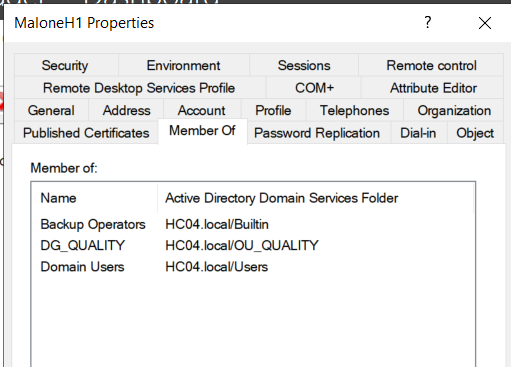 MaloneH1 Properties
?
Security Environment Sessions Remote control
Remote Desktop Services Profile COM+ Attribute Editor
General Address Account Profile Telephones Organization
Published Certificates Member Of Password Replication Dial-in Object
Member of:
Name Active Directory Domain Services Folder
Backup Operators HC04.local/Builtin
DG_QUALITY HC04.local/OU_QUALITY
Domain Users HC04.local/Users